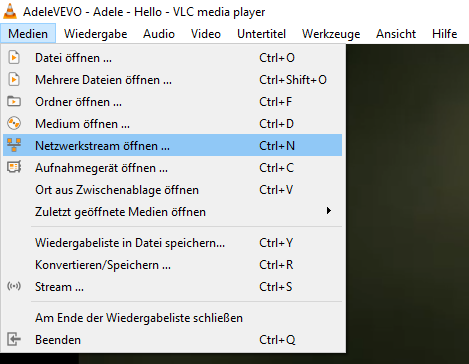 AdeleVEVO - Adele - Hello - VLC media player
Medien Wiedergabe Audio Video Untertitel Werkzeuge Ansicht Hilfe
Datei öffnen ... Ctrl+O
Mehrere Dateien öffnen ... Ctrl+Shift+O
Ordner öffnen ... Ctrl+F
Medium öffnen ... Ctrl+D
Netzwerkstream öffnen ... Ctrl+N
Aufnahmegerät öffnen ... Ctrl+C
Ort aus Zwischenablage öffnen Ctrl+V
Zuletzt geöffnete Medien öffnen
Wiedergabeliste in Datei speichern... Ctrl+Y
Konvertieren/Speichern ... Ctrl+R
Stream ... Ctrl+S
Am Ende der Wiedergabeliste schließen
Beenden Ctrl+Q